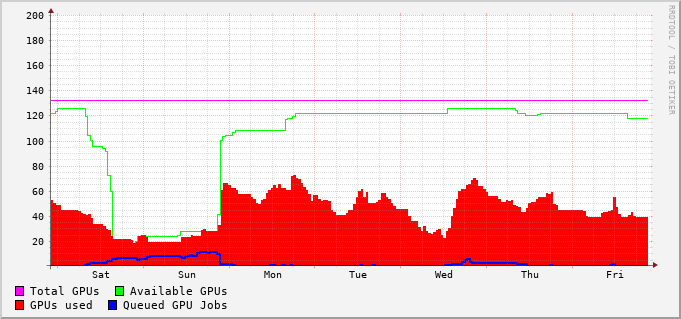 200
180
160
140
120
100
80
60
40
20
Sat Sun Mon Tue Wed Thu Fri
Total GPUs Available GPUs
GPUs used Queued GPU Jobs
RRDTOOL / TOBI OETIKER